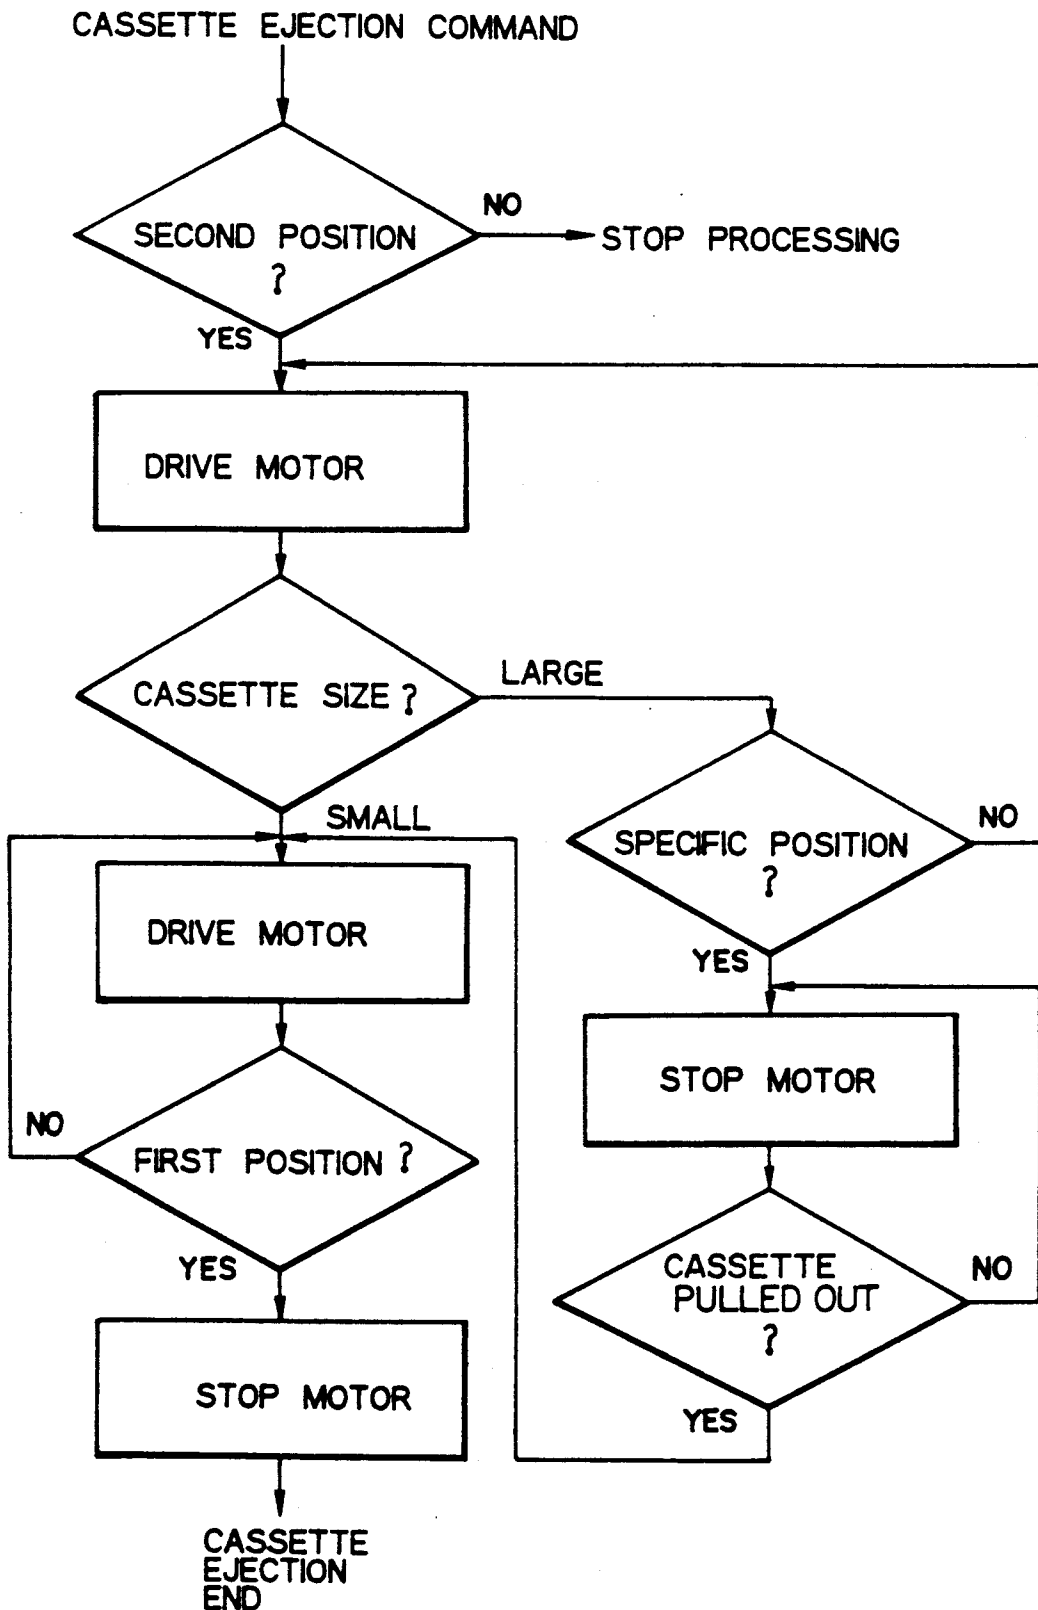 CASSETTE EJECTION COMMAND
SECOND POSITION
?
NO
STOP PROCESSING
YES
DRIVE MOTOR
CASSETTE SIZE ?
LARGE
SMALL
SPECIFIC POSITION
?
NO
YES
DRIVE MOTOR
STOP MOTOR
FIRST POSITION ?
NO
YES
CASSETTE
PULLED OUT
?
NO
YES
STOP MOTOR
CASSETTE
EJECTION
END